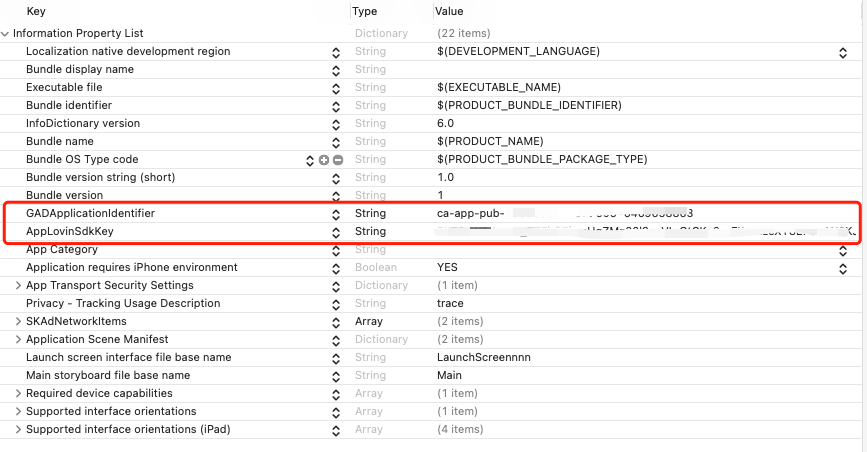 Key Type Value
Information Property List Dictionary (22 items)
Localization native development region String $(DEVELOPMENT_LANGUAGE)
Bundle display name String
Executable file String $(EXECUTABLE_NAME)
Bundle identifier String $(PRODUCT_BUNDLE_IDENTIFIER)
InfoDictionary version String 6.0
Bundle name String $(PRODUCT_NAME)
Bundle OS Type code String $(PRODUCT_BUNDLE_PACKAGE_TYPE)
Bundle version string (short) String 1.0
Bundle version String 1
GADApplicationIdentifier String ca-app-pub-
AppLovinSdkKey String
App Category String
Application requires iPhone environment Boolean YES
App Transport Security Settings Dictionary (1 item)
Privacy - Tracking Usage Description String trace
SKAdNetworkItems Array (2 items)
Application Scene Manifest Dictionary (2 items)
Launch screen interface file base name String LaunchScreennnn
Main storyboard file base name String Main
Required device capabilities Array (1 item)
Supported interface orientations Array (1 item)
Supported interface orientations (iPad) Array (4 items)